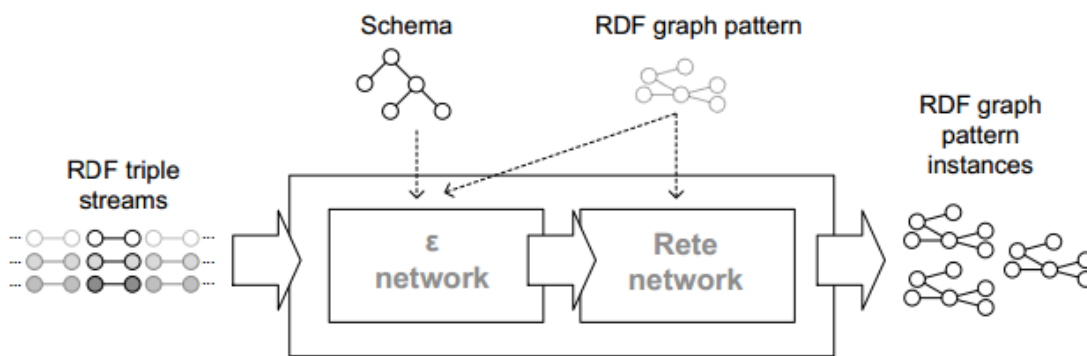 Schema
RDF graph pattern
RDF graph
pattern
instances
RDF triple
streams
...
...
...
...
...
...
ε
network
Rete
network